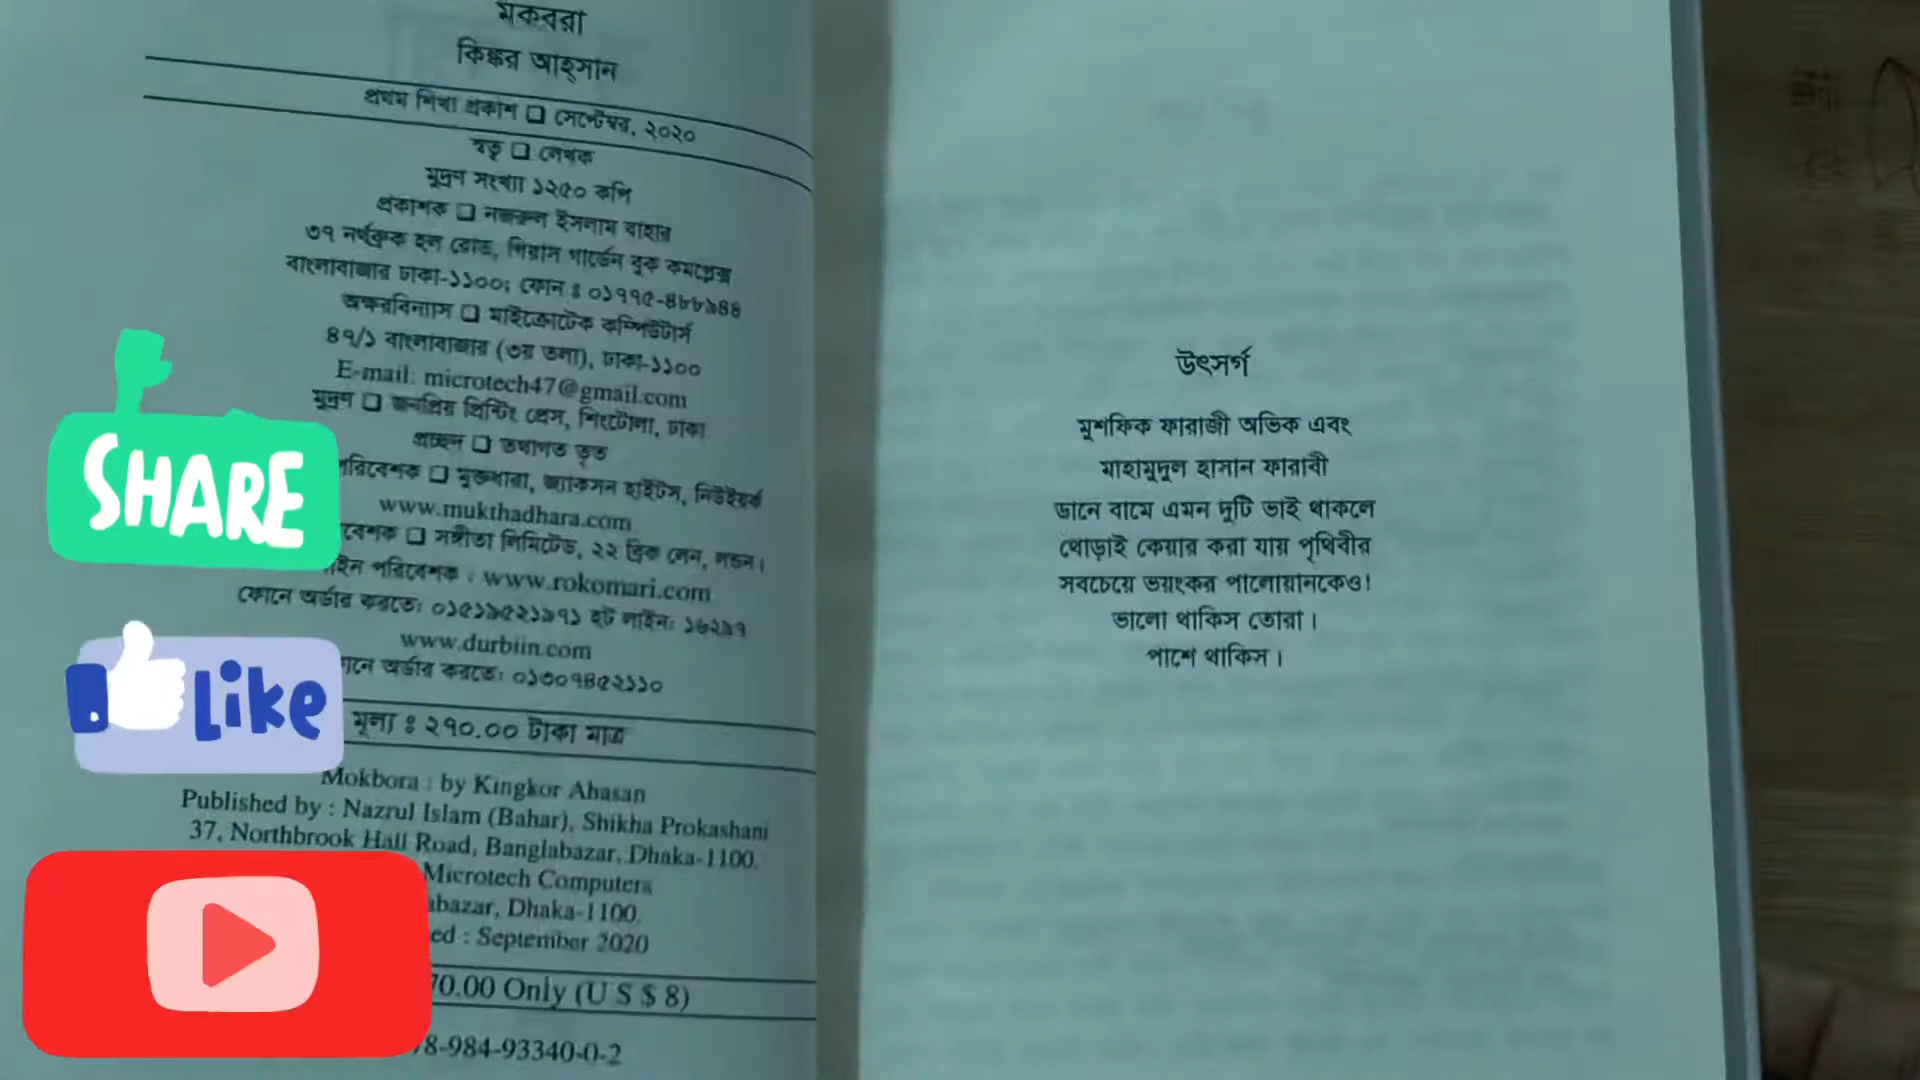 মকবরা
কিঙ্কর আহ্‌সান
প্রথম শিখা প্রকাশ ❑ সেপ্টেম্বর, ২০২০
স্বত্ব ❑ লেখক
মুদ্রণ সংখ্যা ১২৫০ কপি
প্রকাশক ❑ নজরুল ইসলাম বাহার
৩৭ নর্থব্রুক হল রোড, গিয়াস গার্ডেন বুক কমপ্লেক্স
বাংলাবাজার ঢাকা-১১০০; ফোন ঃ ০১৭৭৫-৪৮৮৯৪৪
অক্ষরবিন্যাস ❑ মাইক্রোটেক কম্পিউটার্স
৪৭/১ বাংলাবাজার (৩য় তলা), ঢাকা-১১০০
E-mail: microtech47@gmail.com
মুদ্রণ ❑ জনপ্রিয় প্রিন্টিং প্রেস, শিংটোলা, ঢাকা
প্রচ্ছদ ❑ তথাগত
পরিবেশক ❑ মুক্তধারা, জ্যাকসন হাইটস, নিউইয়র্ক
www.mukthadhara.com
বেশক ❑ সঙ্গীতা লিমিটেড, ২২ ব্রিক লেন, লন্ডন।
ইন পরিবেশক : www.rokomari.com
ফোনে অর্ডার করতে: ০১৫১৯৫২১৯৭১ হট লাইন: ১৬২৯৭
www.durbiin.com
নে অর্ডার করতে: ০১৩০৭৪৫২১১০
মূল্য ঃ ২৭০.০০ টাকা মাত্র
Mokbora : by Kingkor Ahasan
Published by : Nazrul Islam (Bahar), Shikha Prokashani
37, Northbrook Hall Road, Banglabazar, Dhaka-1100.
Microtech Computers
abazar, Dhaka-1100.
ed : September 2020
70.00 Only (U S $ 8)
78-984-93340-0-2
SHARE
Like
উৎসর্গ
মুশফিক ফারাজী অভিক এবং
মাহামুদুল হাসান ফারাবী
ডানে বামে এমন দুটি ভাই থাকলে
থোড়াই কেয়ার করা যায় পৃথিবীর
সবচেয়ে ভয়ংকর পালোয়ানকেও!
ভালো থাকিস তোরা।
পাশে থাকিস।